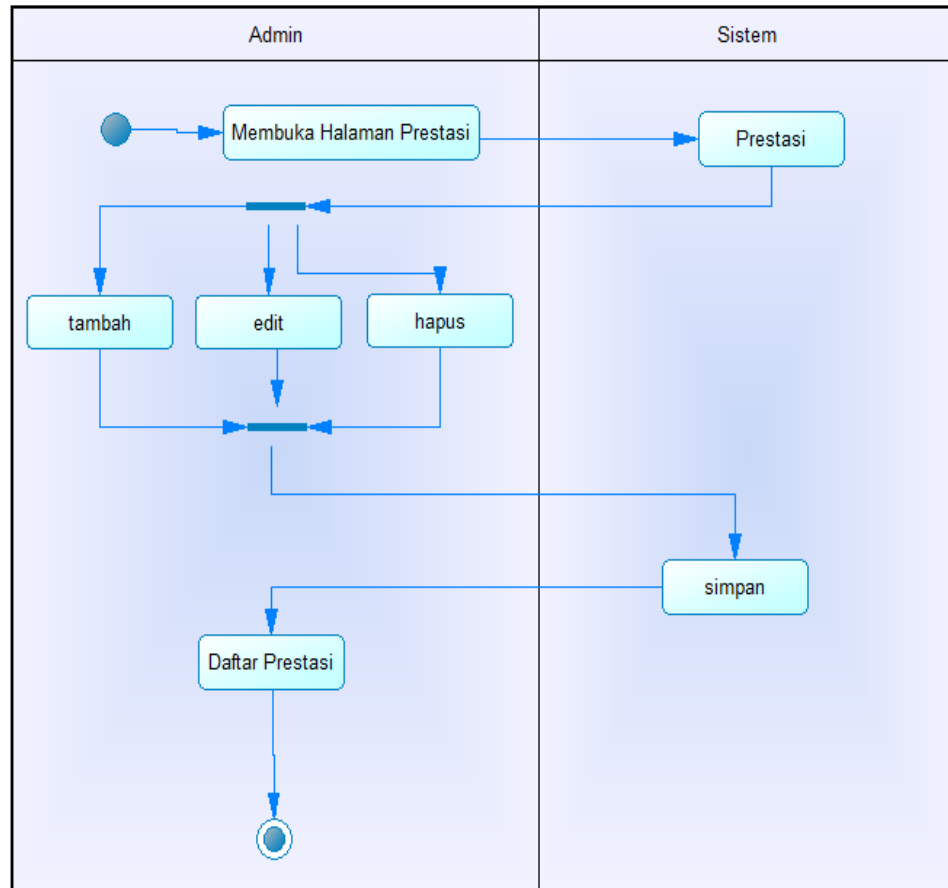 Admin
Sistem
Membuka Halaman Prestasi
Prestasi
tambah
edit
hapus
simpan
Daftar Prestasi